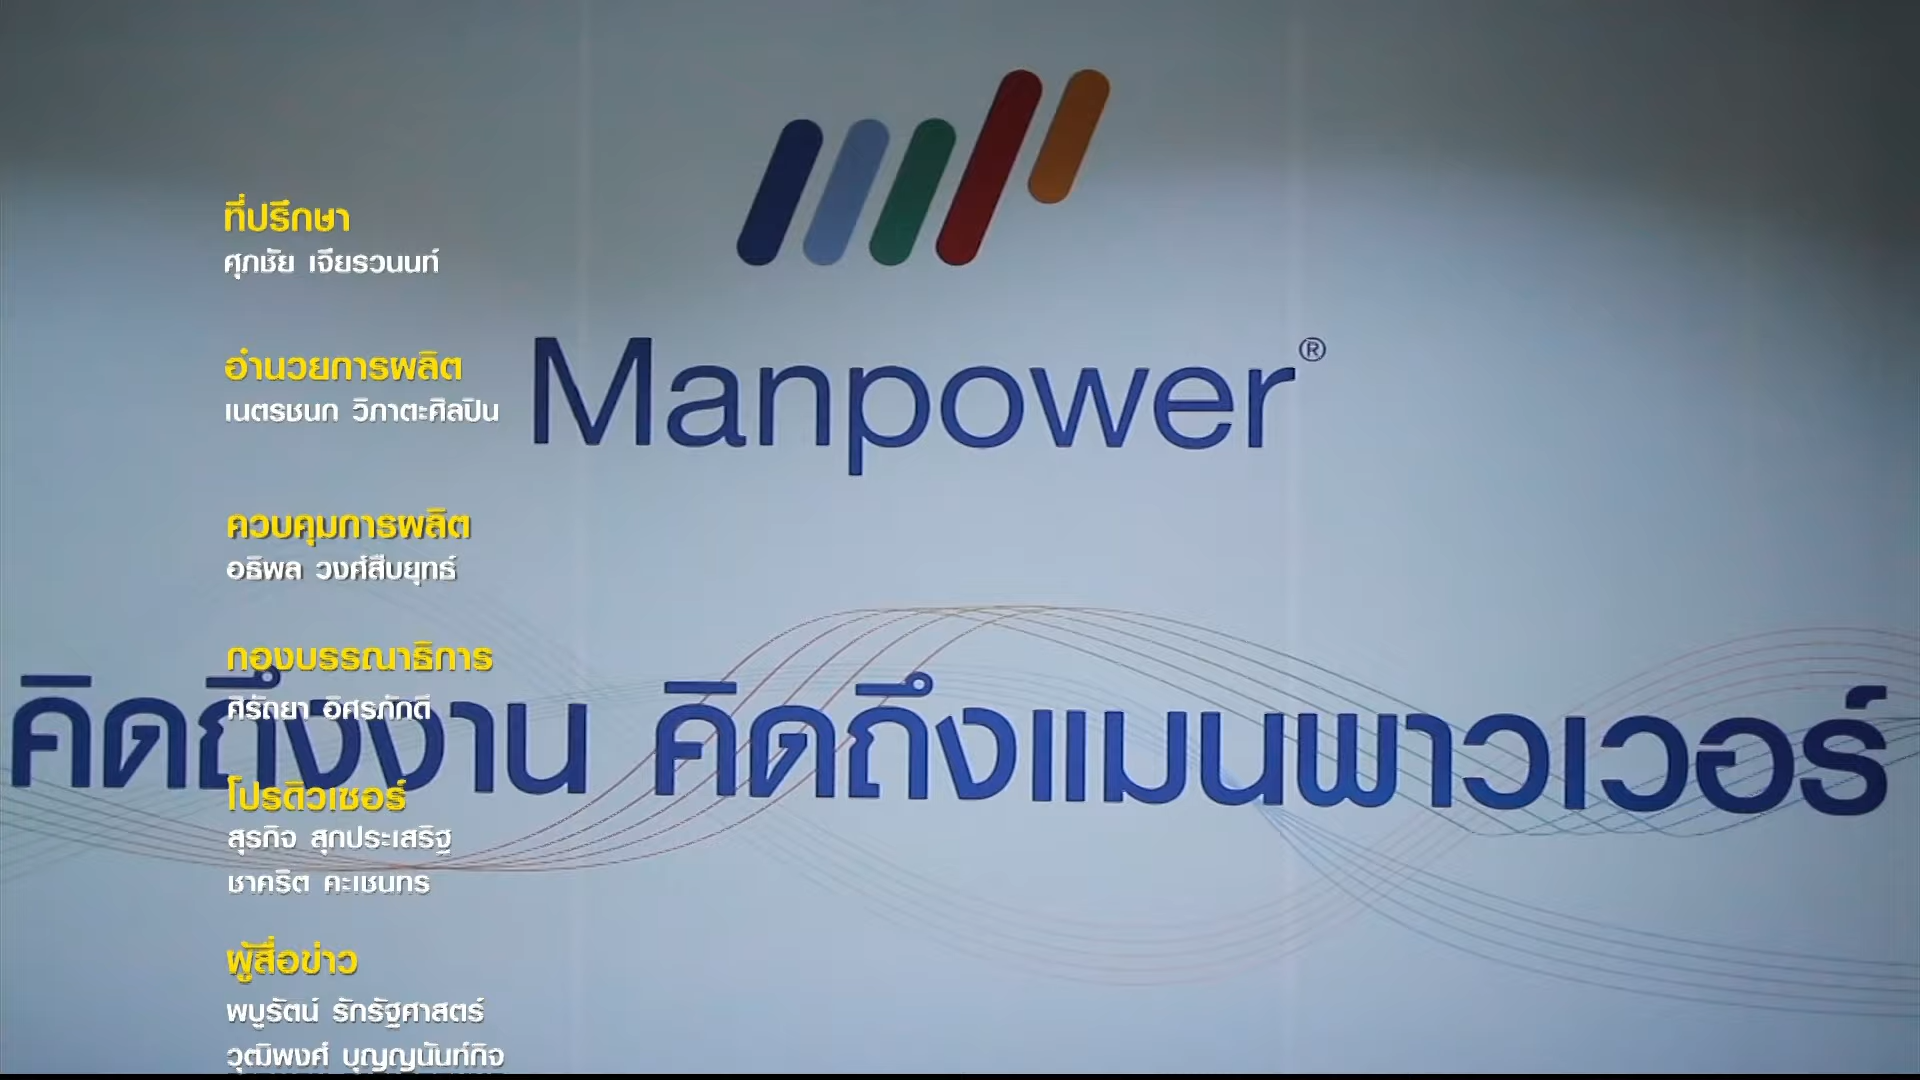 Manpower®
คิดถึงงาน คิดถึงแมนพาวเวอร์
ที่ปรึกษา
ศุภชัย เจียรวนนท์
อำนวยการผลิต
เนตรชนก วิภาตะศิลปิน
ควบคุมการผลิต
อธิพล วงศ์สืบยุทธ์
กองบรรณาธิการ
ศิรัถยา อิศรภักดี
โปรดิวเซอร์
สุรกิจ สุกประเสริฐ
ชาคริต คะเชนทร
ผู้สื่อข่าว
พบูรัตน์ รักรัฐศาสตร์
วุฒิพงศ์ บุญญนันท์กิจ